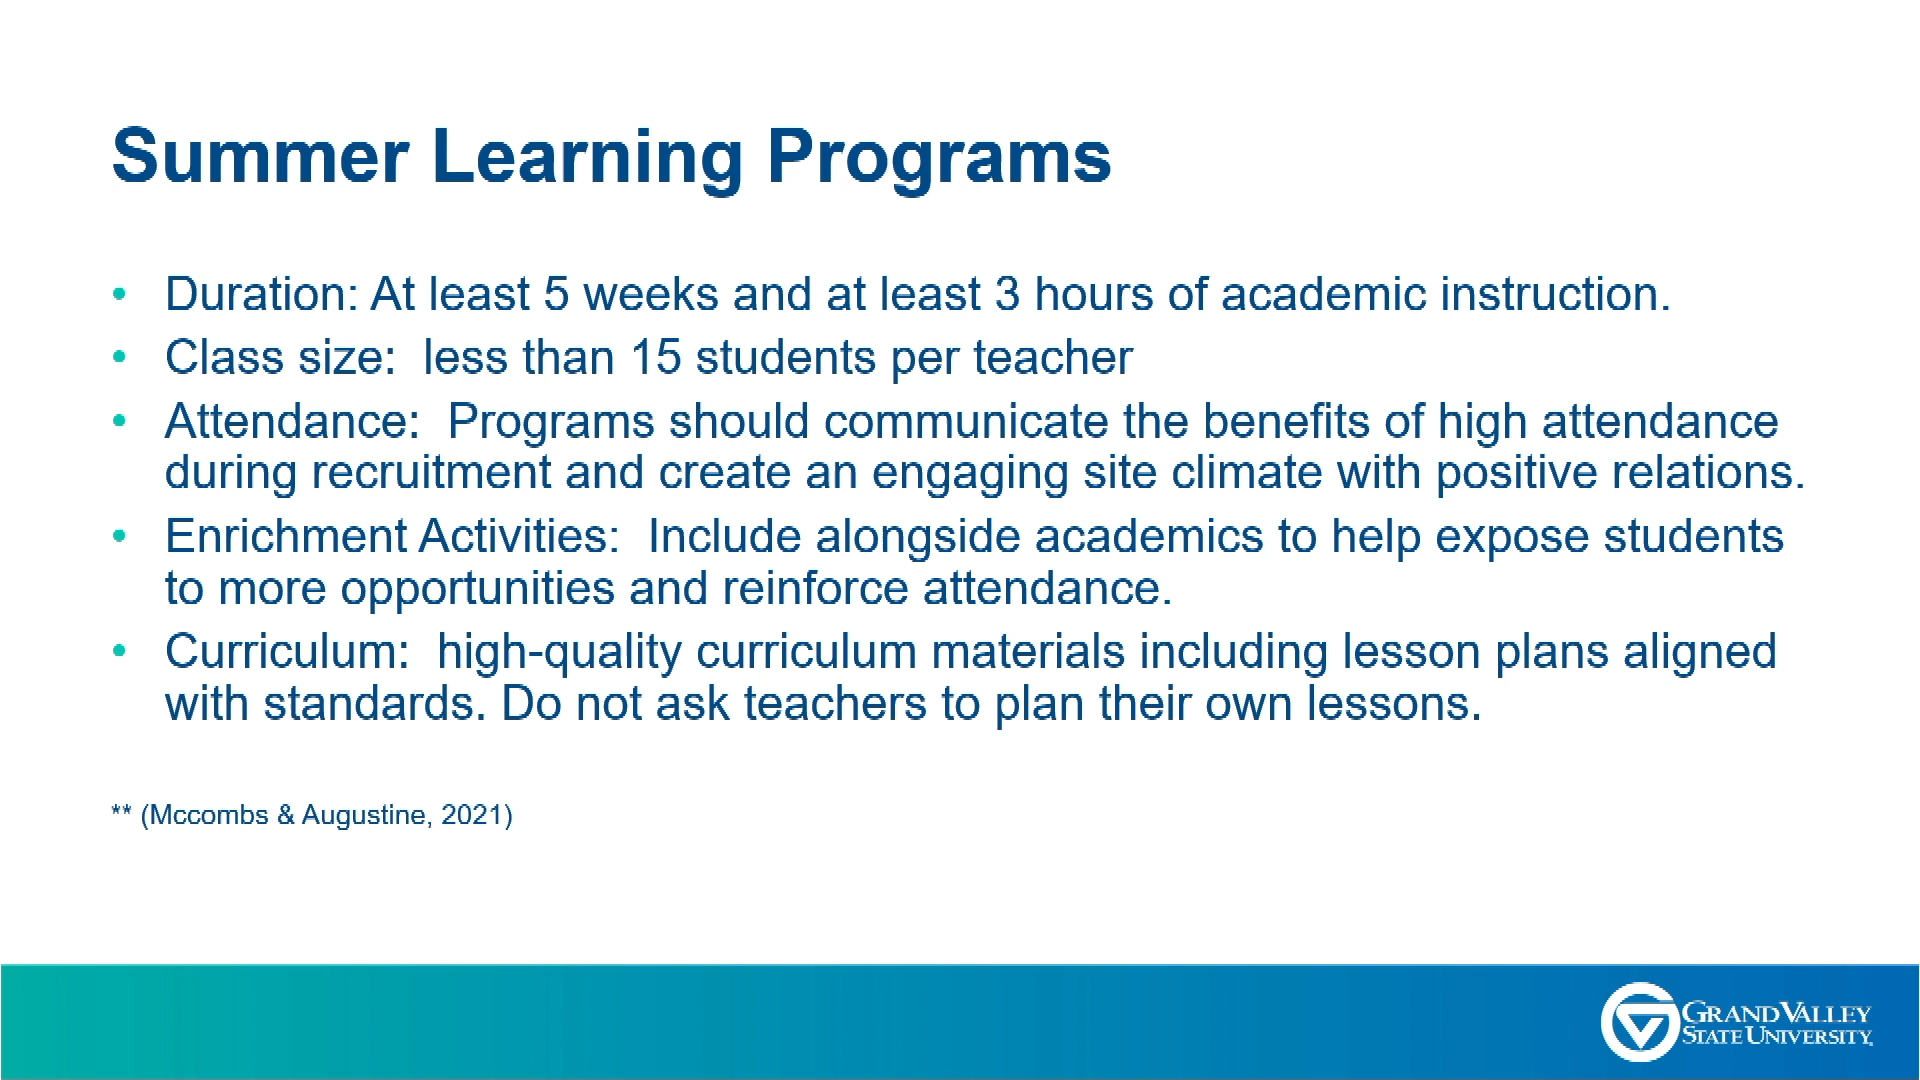 Summer Learning Programs
• Duration: At least 5 weeks and at least 3 hours of academic instruction.
• Class size:  less than 15 students per teacher
• Attendance:  Programs should communicate the benefits of high attendance
during recruitment and create an engaging site climate with positive relations.
• Enrichment Activities:  Include alongside academics to help expose students
to more opportunities and reinforce attendance.
• Curriculum:  high-quality curriculum materials including lesson plans aligned
with standards. Do not ask teachers to plan their own lessons.
** (Mccombs & Augustine, 2021)
GRAND VALLEY
STATE UNIVERSITY.